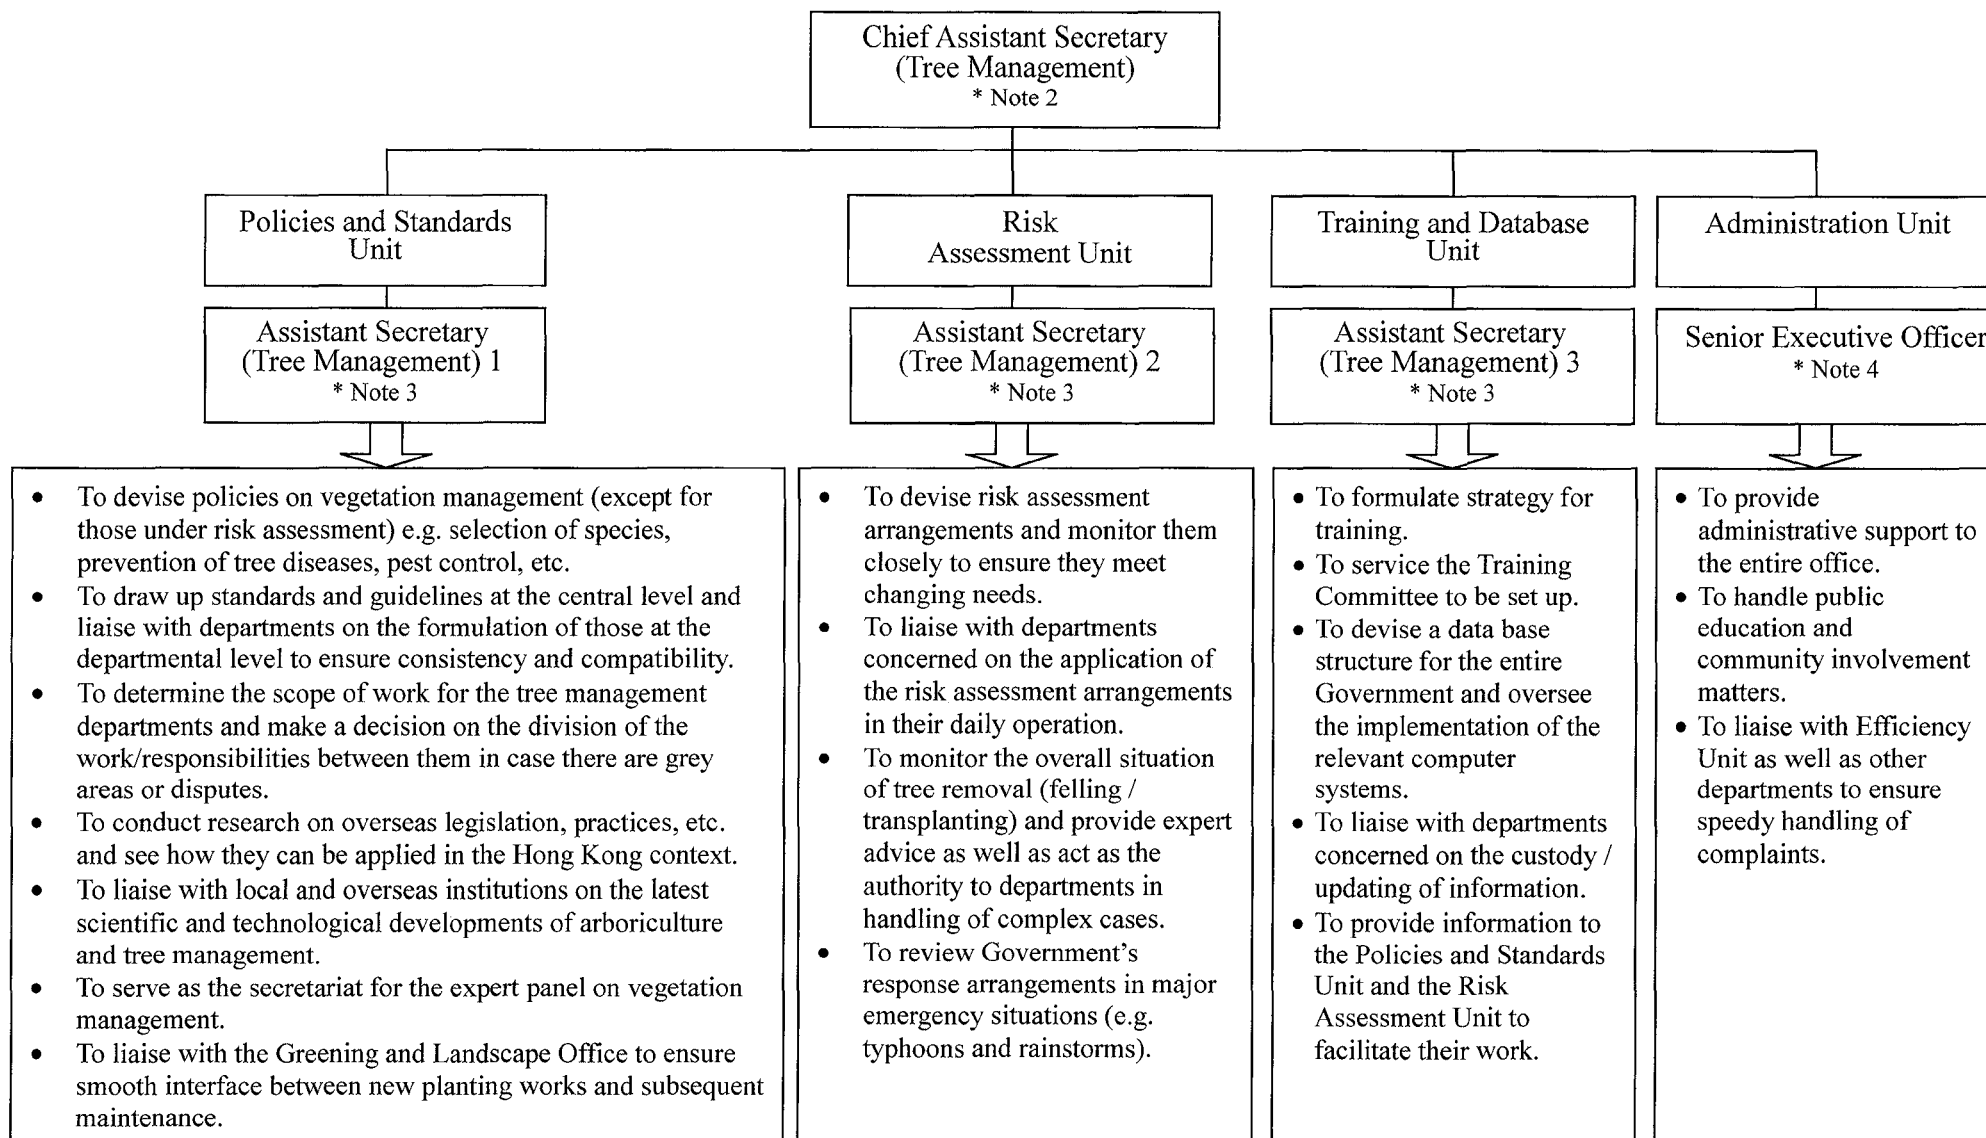 Chief Assistant Secretary
(Tree Management)
* Note 2
Policies and Standards
Unit
Risk
Assessment Unit
Training and Database
Unit
Administration Unit
Assistant Secretary
(Tree Management) 1
* Note 3
Assistant Secretary
(Tree Management) 2
* Note 3
Assistant Secretary
(Tree Management) 3
* Note 3
Senior Executive Officer
* Note 4
• To devise policies on vegetation management (except for
those under risk assessment) e.g. selection of species,
prevention of tree diseases, pest control, etc.
• To draw up standards and guidelines at the central level and
liaise with departments on the formulation of those at the
departmental level to ensure consistency and compatibility.
• To determine the scope of work for the tree management
departments and make a decision on the division of the
work/responsibilities between them in case there are grey
areas or disputes.
• To conduct research on overseas legislation, practices, etc.
and see how they can be applied in the Hong Kong context.
• To liaise with local and overseas institutions on the latest
scientific and technological developments of arboriculture
and tree management.
• To serve as the secretariat for the expert panel on vegetation
management.
• To liaise with the Greening and Landscape Office to ensure
smooth interface between new planting works and subsequent
maintenance.
• To devise risk assessment
arrangements and monitor them
closely to ensure they meet
changing needs.
• To liaise with departments
concerned on the application of
the risk assessment arrangements
in their daily operation.
• To monitor the overall situation
of tree removal (felling /
transplanting) and provide expert
advice as well as act as the
authority to departments in
handling of complex cases.
• To review Government's
response arrangements in major
emergency situations (e.g.
typhoons and rainstorms).
• To formulate strategy for
training.
• To service the Training
Committee to be set up.
• To devise a data base
structure for the entire
Government and oversee
the implementation of the
relevant computer
systems.
• To liaise with departments
concerned on the custody /
updating of information.
• To provide information to
the Policies and Standards
Unit and the Risk
Assessment Unit to
facilitate their work.
• To provide
administrative support to
the entire office.
• To handle public
education and
community involvement
matters.
• To liaise with Efficiency
Unit as well as other
departments to ensure
speedy handling of
complaints.